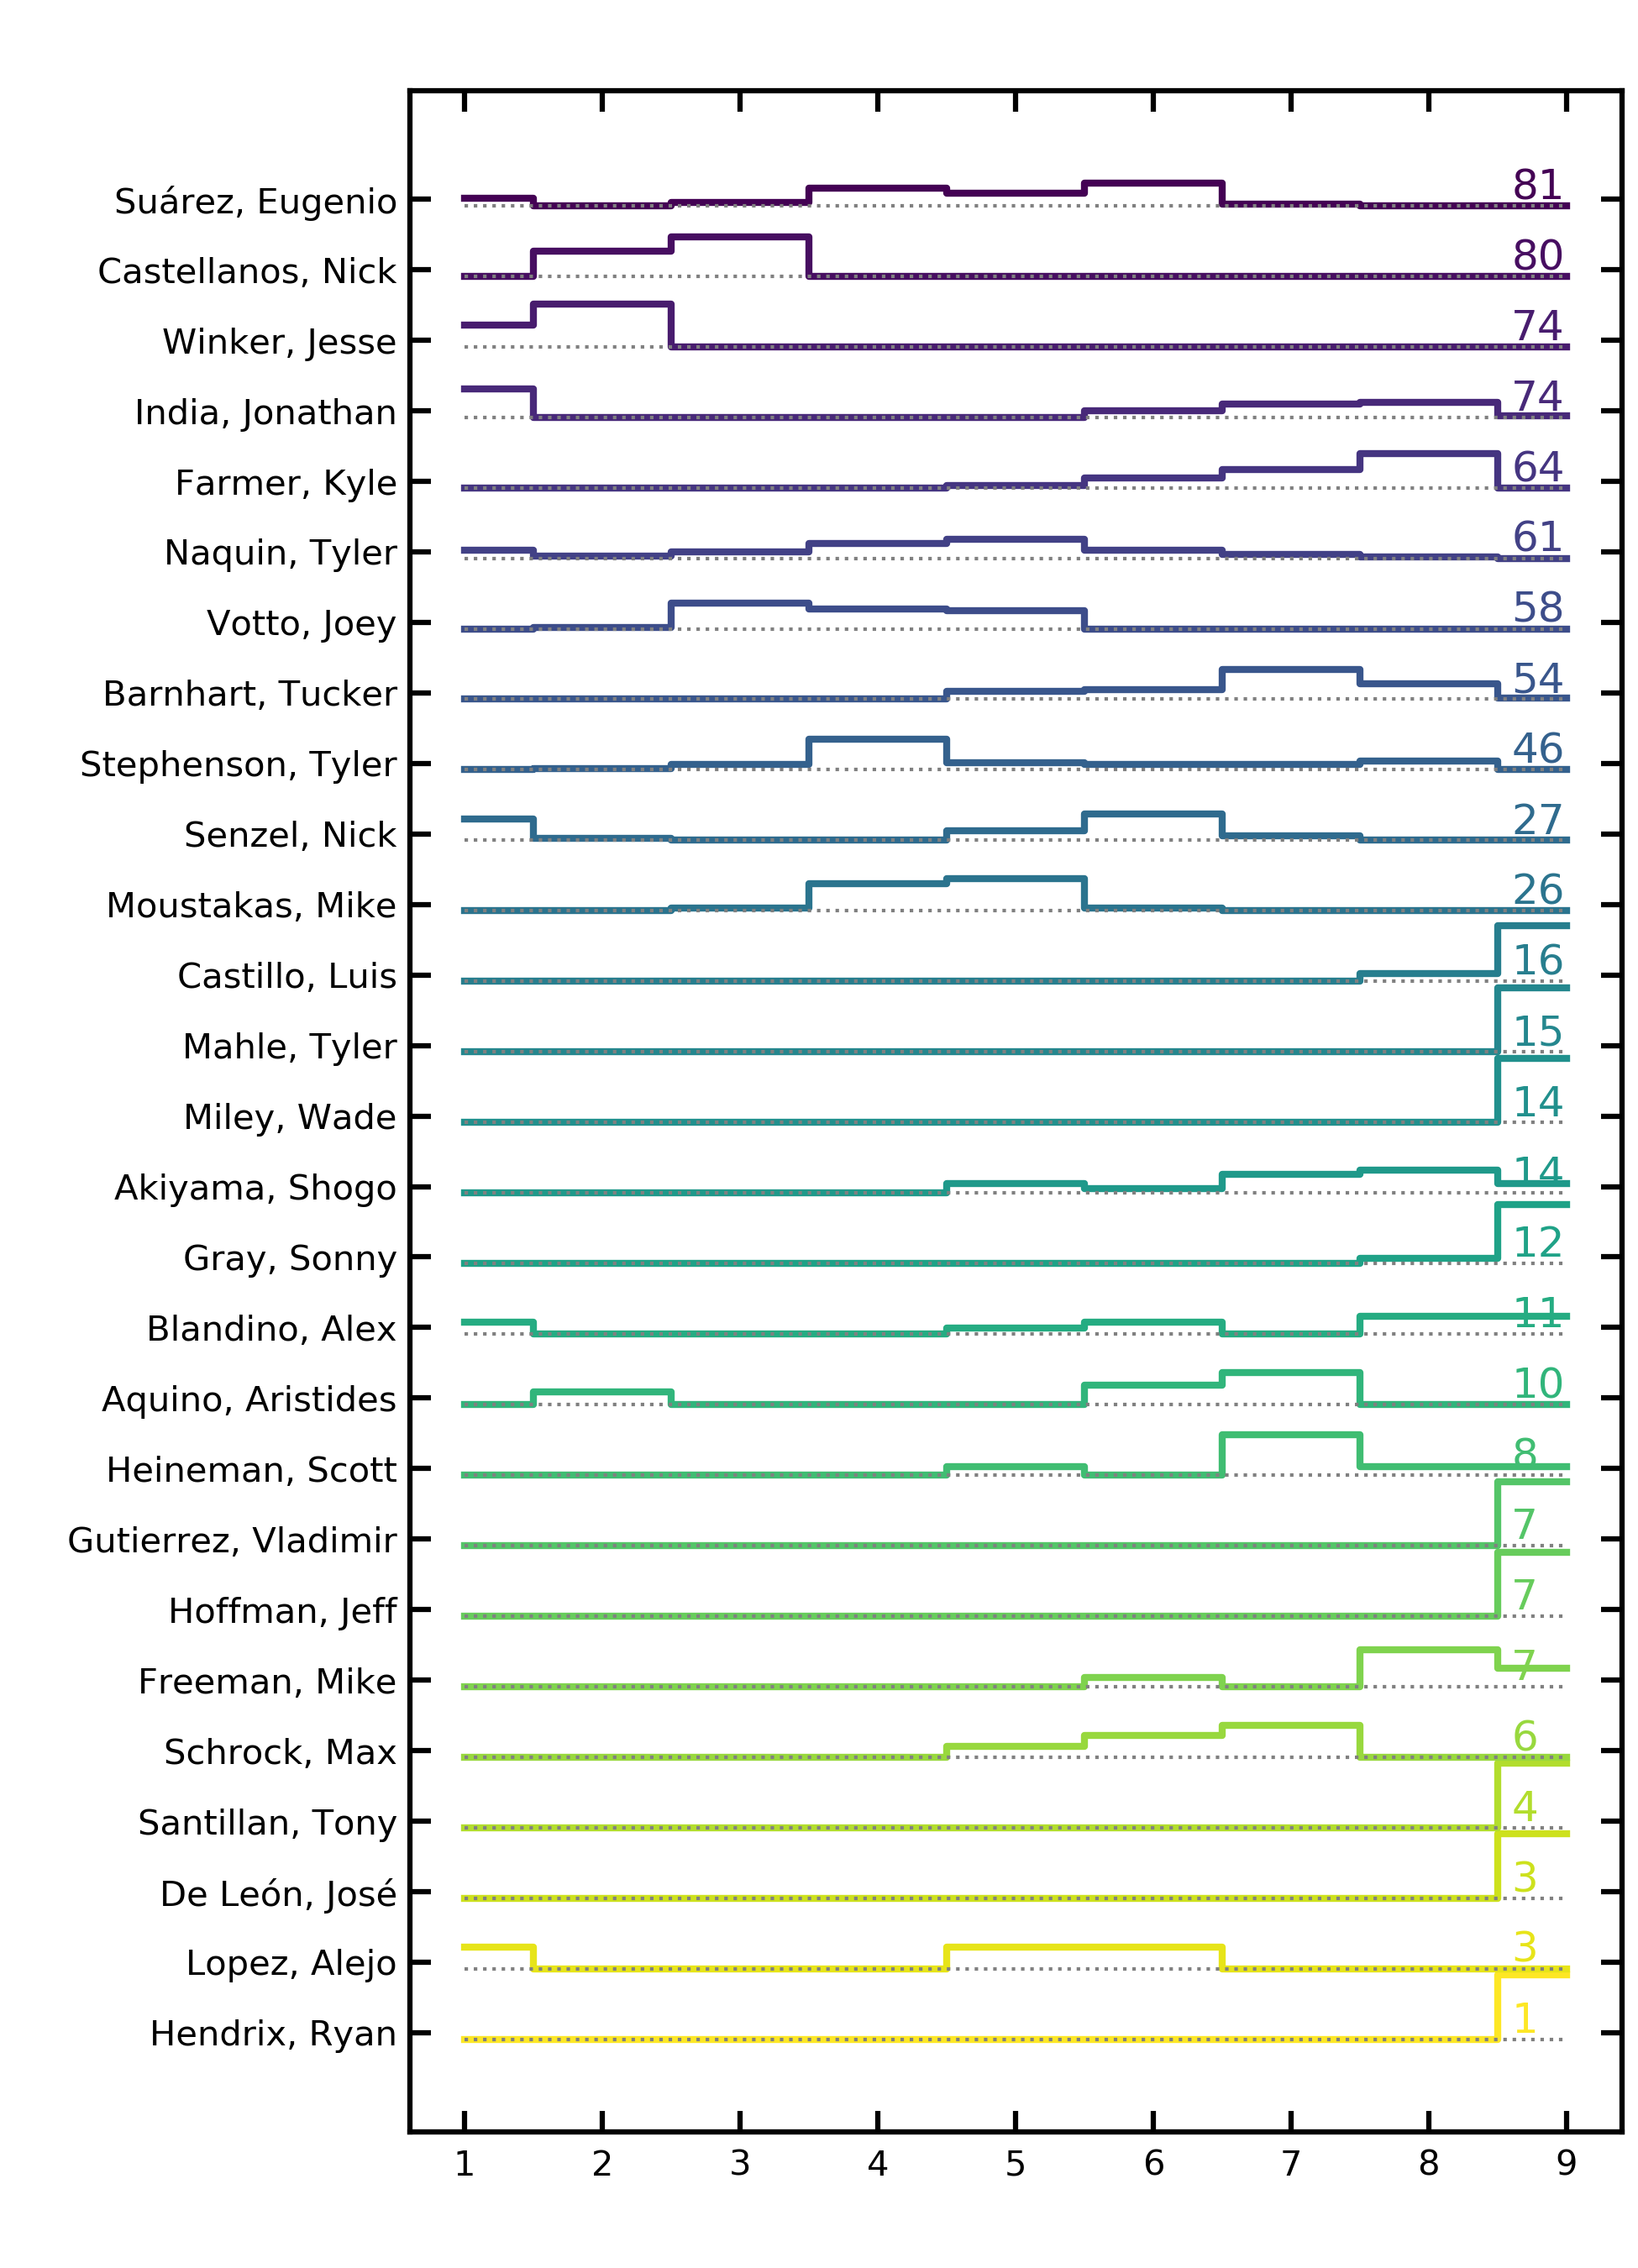 Suárez, Eugenio 81
Castellanos, Nick 80
Winker, Jesse 74
India, Jonathan 74
Farmer, Kyle 64
Naquin, Tyler 61
Votto, Joey 58
Barnhart, Tucker 54
Stephenson, Tyler 46
Senzel, Nick 27
Moustakas, Mike 26
Castillo, Luis 16
Mahle, Tyler 15
Miley, Wade 14
Akiyama, Shogo 14
Gray, Sonny 12
Blandino, Alex 11
Aquino, Aristides 10
Heineman, Scott 8
Gutierrez, Vladimir 7
Hoffman, Jeff 7
Freeman, Mike 7
Schrock, Max 6
Santillan, Tony 4
De León, José 3
Lopez, Alejo 3
Hendrix, Ryan 1
1 2 3 4 5 6 7 8 9